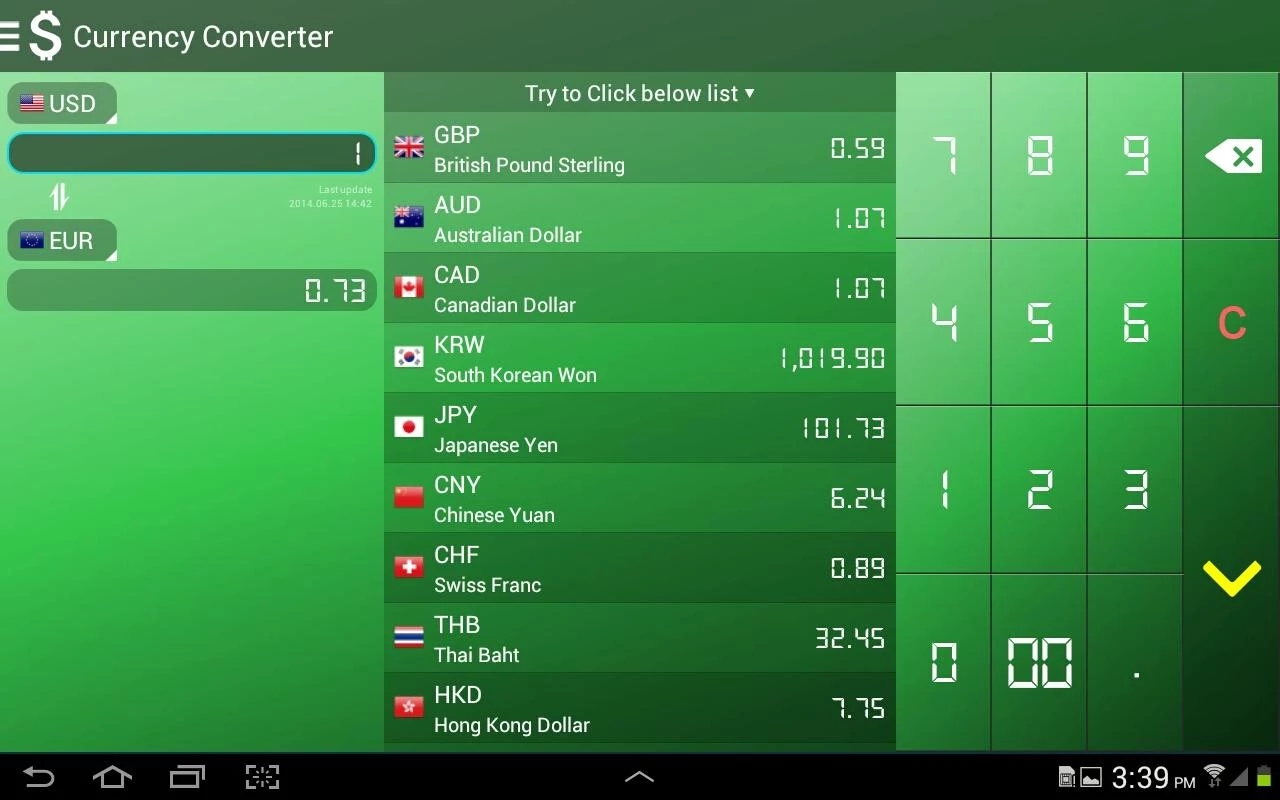 Currency Converter
USD
1
Last update
2014.06.25 14:42
EUR
0.73
Try to Click below list
GBP
British Pound Sterling
0.59
AUD
Australian Dollar
1.07
CAD
Canadian Dollar
1.07
KRW
South Korean Won
1,019.90
JPY
Japanese Yen
101.73
CNY
Chinese Yuan
6.24
CHF
Swiss Franc
0.89
THB
Thai Baht
32.45
HKD
Hong Kong Dollar
7.75
7 8 9
4 5 6 C
1 2 3
0 00 .
3:39 PM